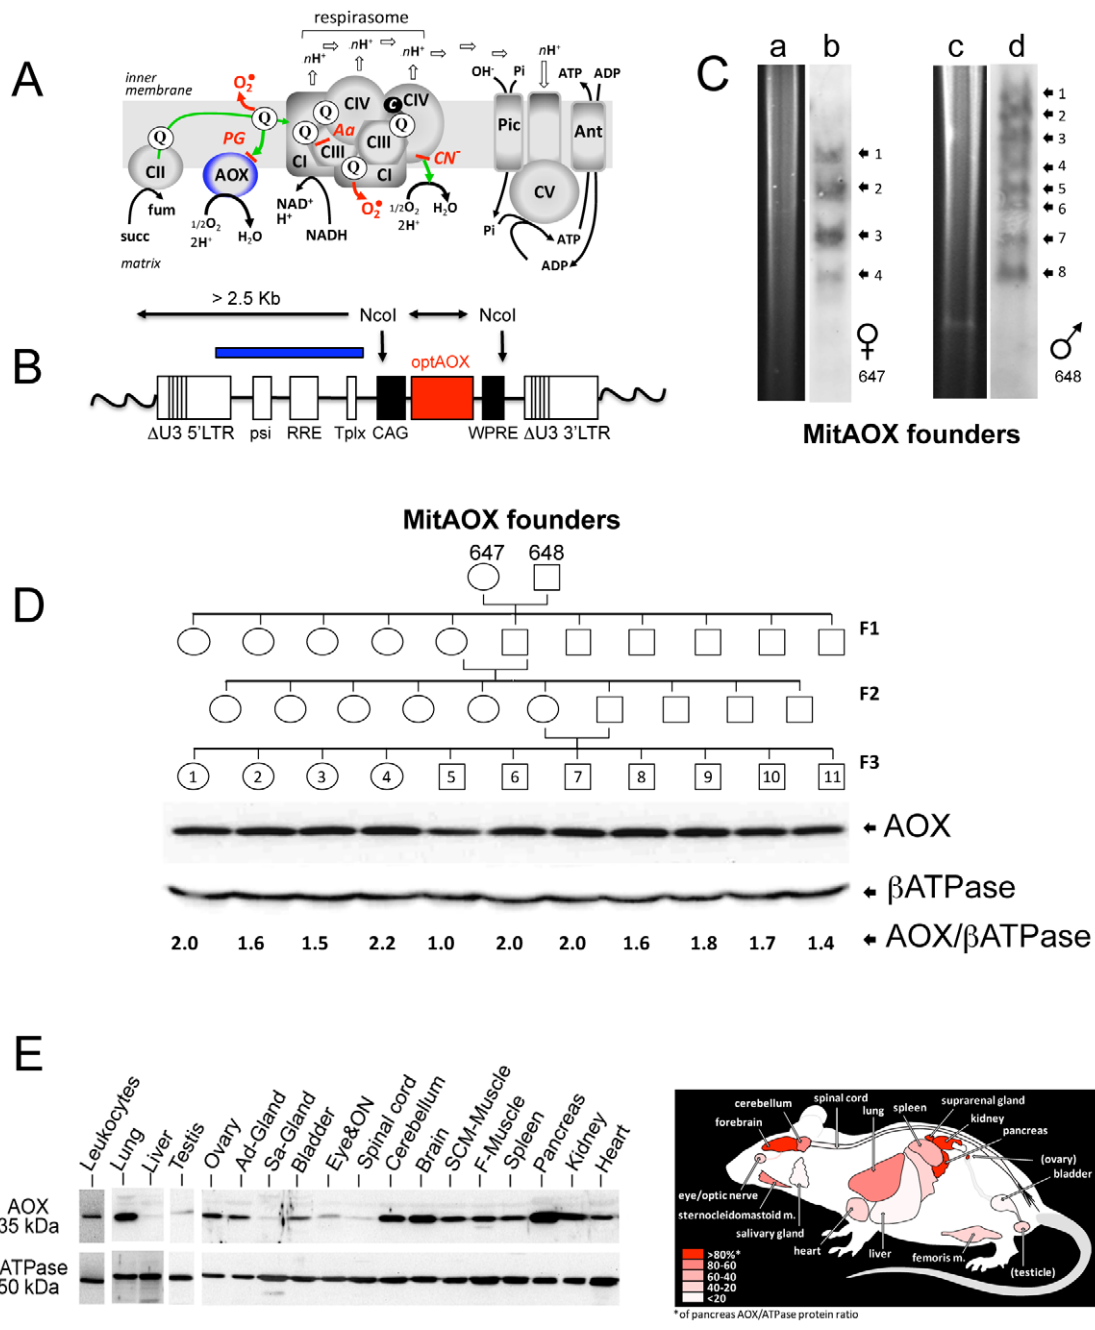 A
respirasome
nH⁺ nH⁺ nH⁺ nH⁺
inner
membrane
O₂•
OH⁻ Pi ATP ADP
Q Q Q Q Q Q
CIV C CIV
Pic Ant
PG Aa CN⁻
CII AOX CI CIII CIII CI CV
fum
succ
1/2O₂
2H⁺
H₂O
NAD⁺
H⁺
NADH
O₂•
1/2O₂
2H⁺
H₂O
Pi ATP
ADP
matrix
B
> 2.5 Kb NcoI NcoI
optAOX
ΔU3 5'LTR psi RRE Tplx CAG WPRE ΔU3 3'LTR
C
a b c d
1
2
3
4
♀
647
1
2
3
4
5
6
7
8
♂
648
MitAOX founders
D
MitAOX founders
647 648
F1
F2
F3
1 2 3 4 5 6 7 8 9 10 11
AOX
βATPase
2.0 1.6 1.5 2.2 1.0 2.0 2.0 1.6 1.8 1.7 1.4 AOX/βATPase
E
Leukocytes
Lung
Liver
Testis
Ovary
Ad-Gland
Sa-Gland
Bladder
Eye&ON
Spinal cord
Cerebellum
Brain
SCM-Muscle
F-Muscle
Spleen
Pancreas
Kidney
Heart
AOX
35 kDa
ATPase
50 kDa
cerebellum
forebrain
spinal cord
lung
spleen
suprarenal gland
kidney
pancreas
(ovary)
bladder
eye/optic nerve
sternocleidomastoid m.
salivary gland
heart
liver
femoris m.
(testicle)
>80%*
80-60
60-40
40-20
<20
*of pancreas AOX/ATPase protein ratio